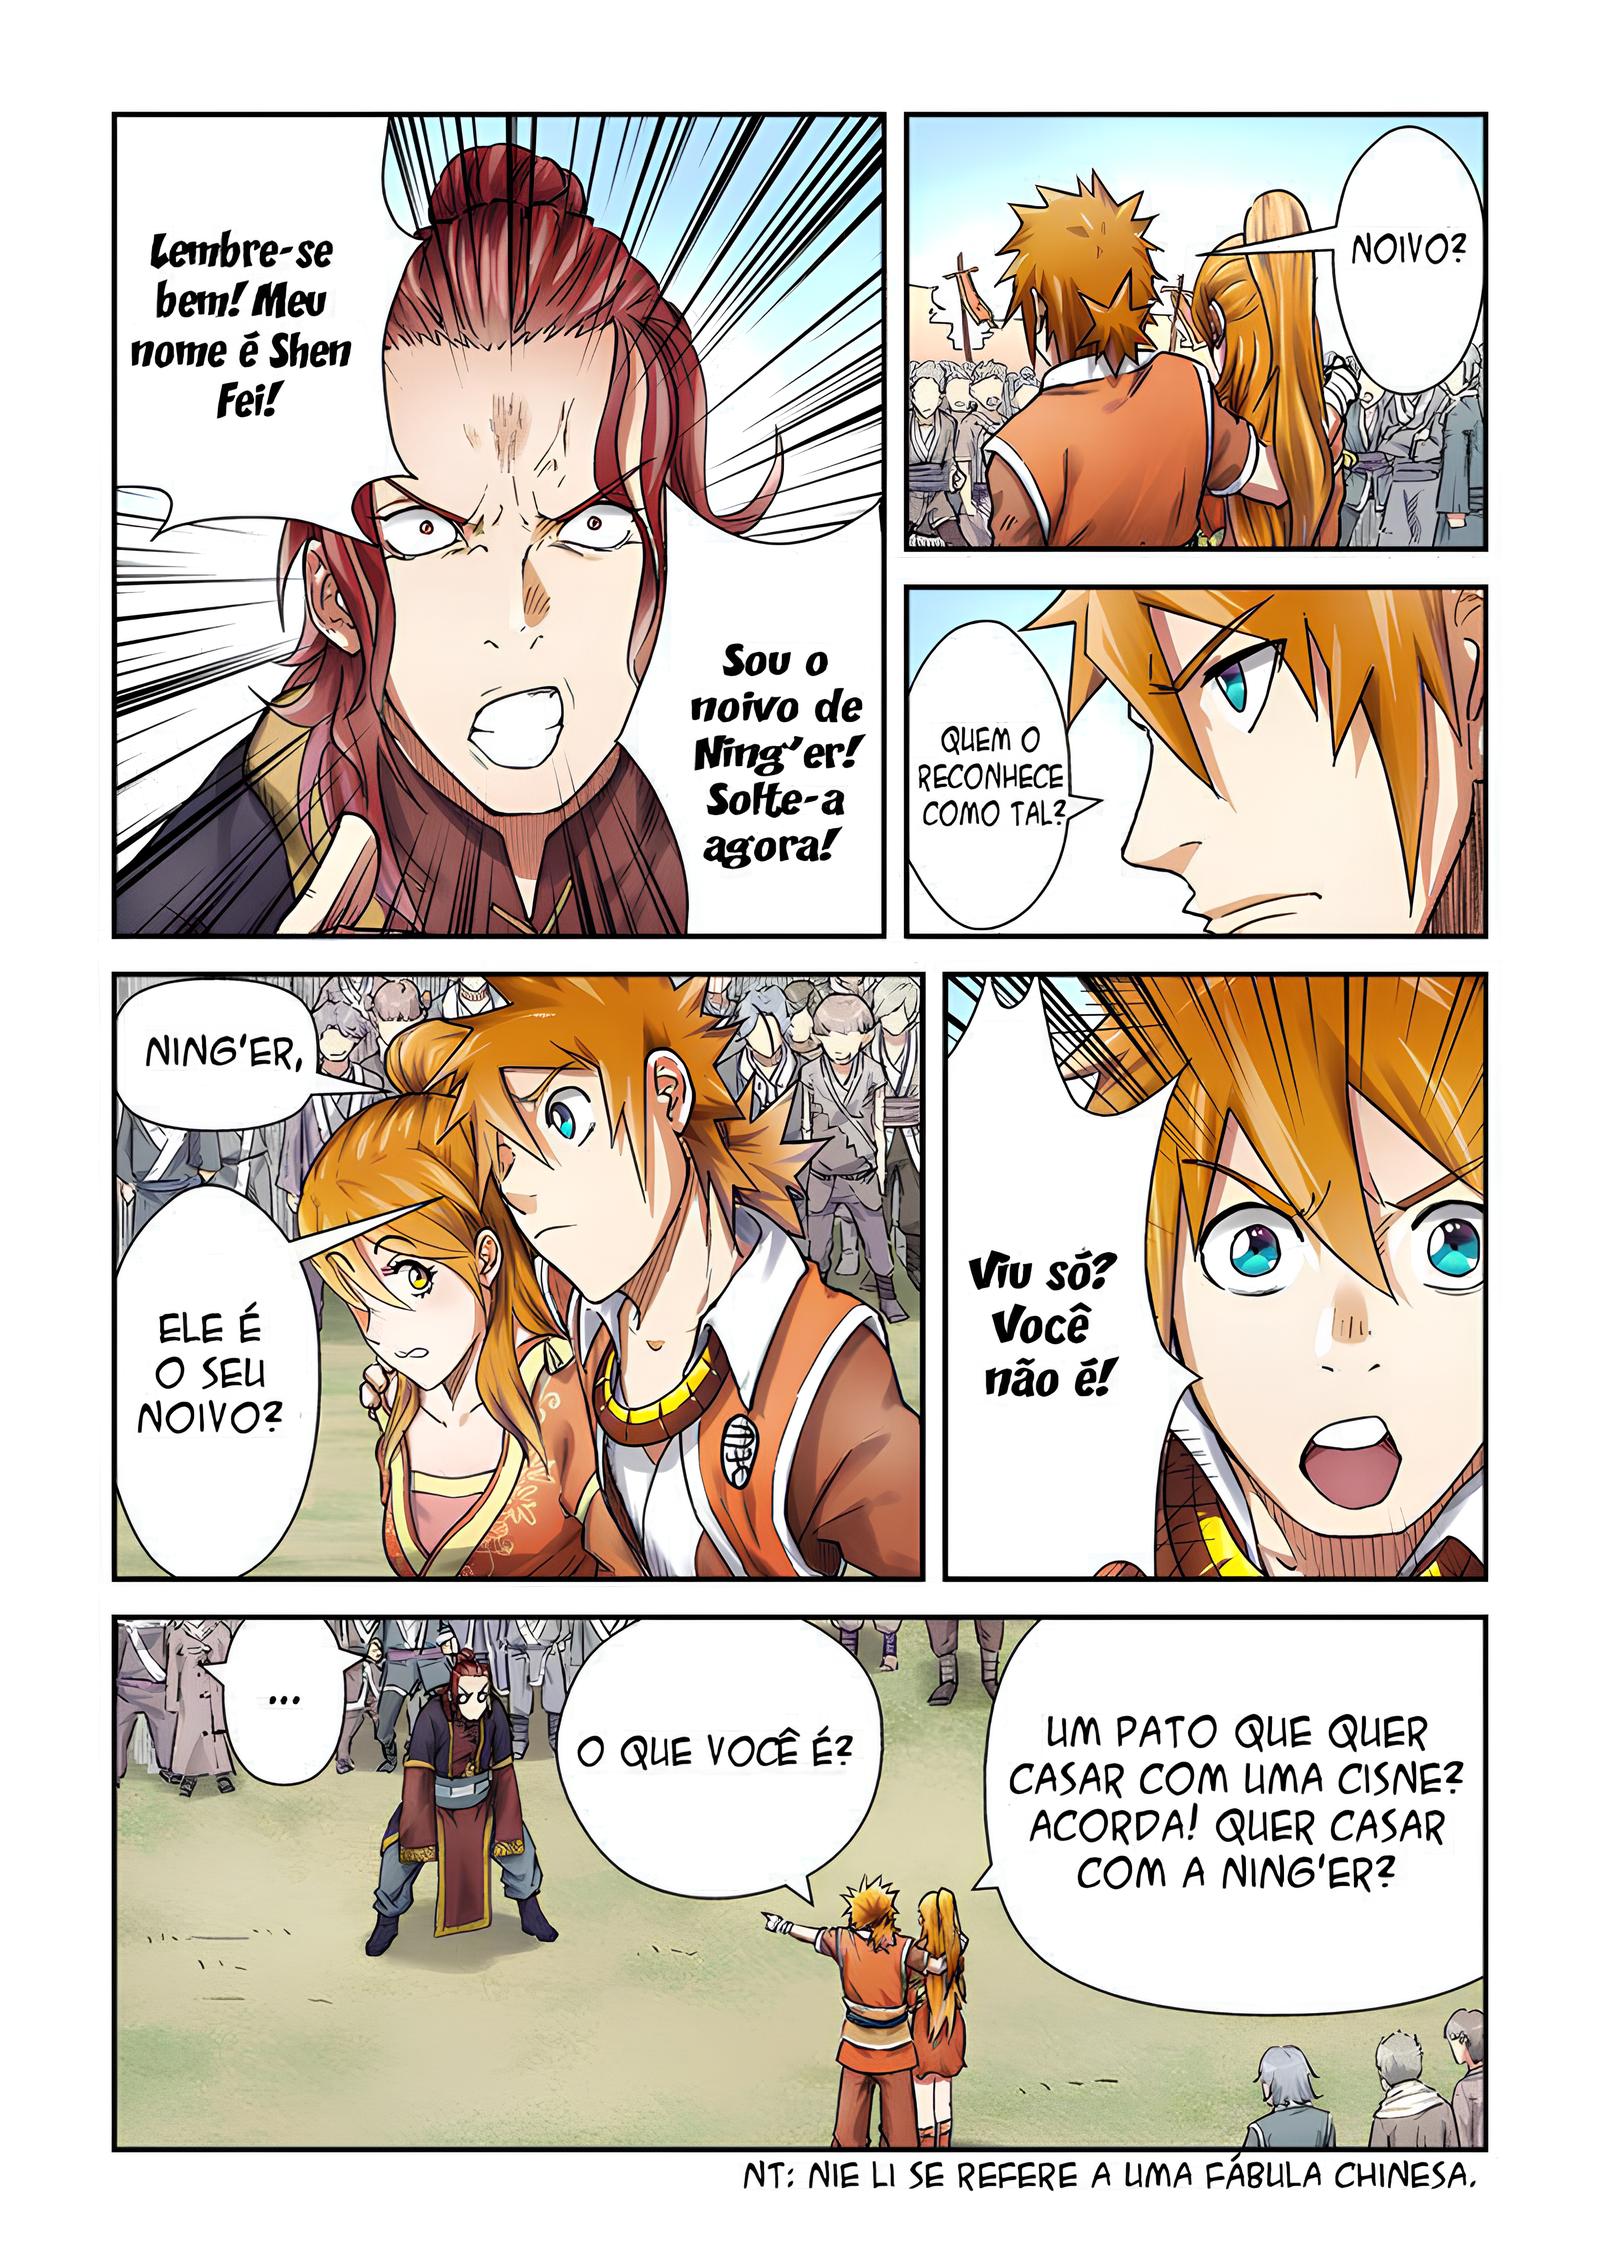 Lembre-se
bem! Meu
nome é Shen
Fei!
Sou o
noivo de
Ning'er!
Solte-a
agora!
NOIVO?
QUEM O
RECONHECE
COMO TAL?
NING'ER,
ELE É
O SEU
NOIVO?
Viu só?
Você
não é!
...
O QUE VOCÊ É?
UM PATO QUE QUER
CASAR COM UMA CISNE?
ACORDA! QUER CASAR
COM A NING'ER?
NT: NIE LI SE REFERE A UMA FÁBULA CHINESA.